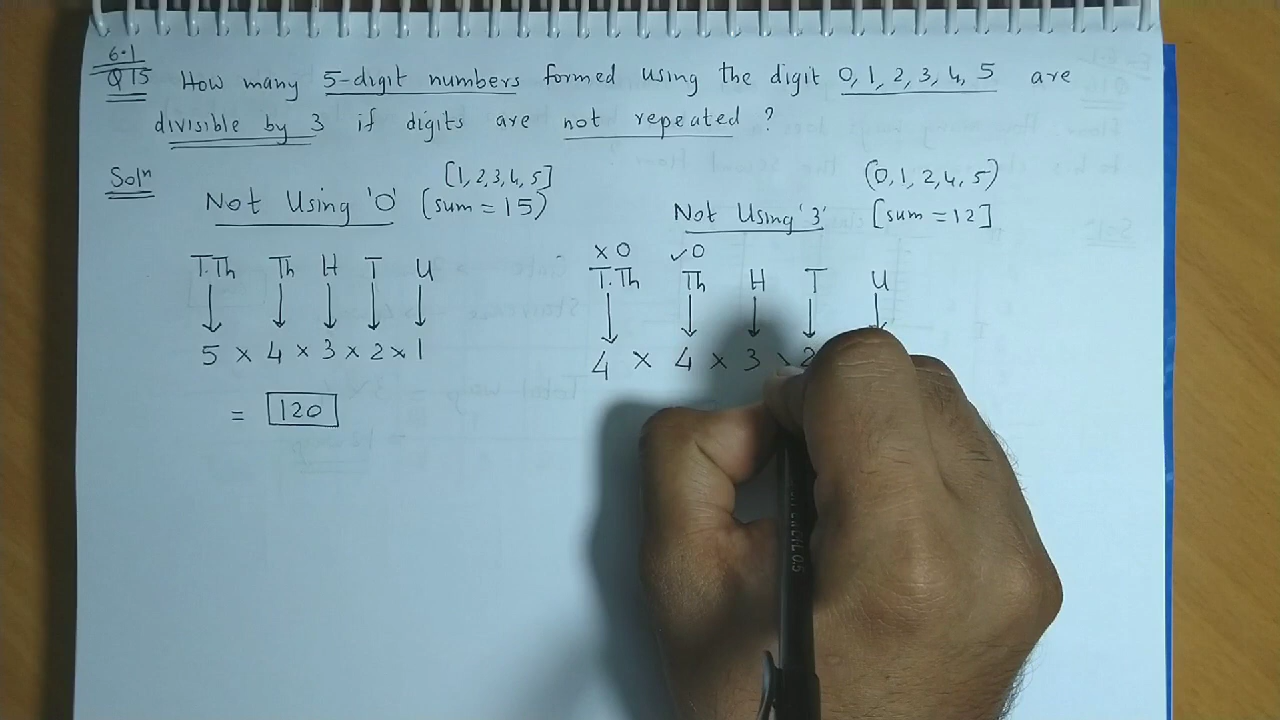 6.1
Q 15 How many 5-digit numbers formed using the digit 0, 1, 2, 3, 4, 5 are
divisible by 3 if digits are not repeated ?
Solⁿ
Not Using '0' [1, 2, 3, 4, 5] (sum = 15)
T.Th Th H T U
5 × 4 × 3 × 2 × 1
= 120
Not Using '3' (0, 1, 2, 4, 5) [sum = 12]
× 0 ✓ 0
T.Th Th H T U
4 × 4 × 3 × 2